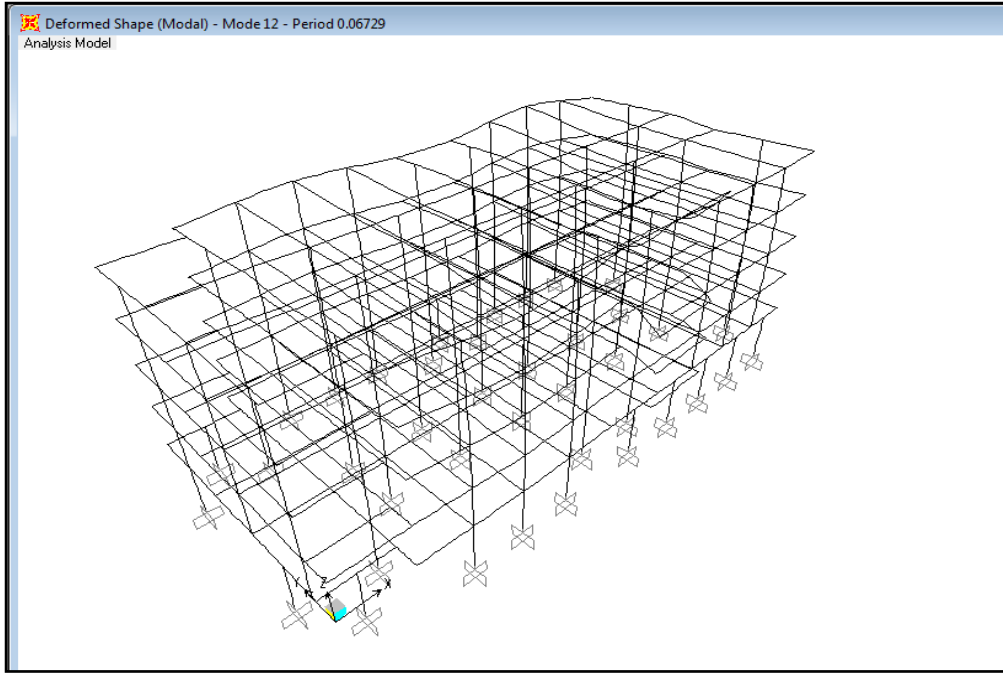 Deformed Shape (Modal) - Mode 12 - Period 0.06729
Analysis Model
Y
Z
X